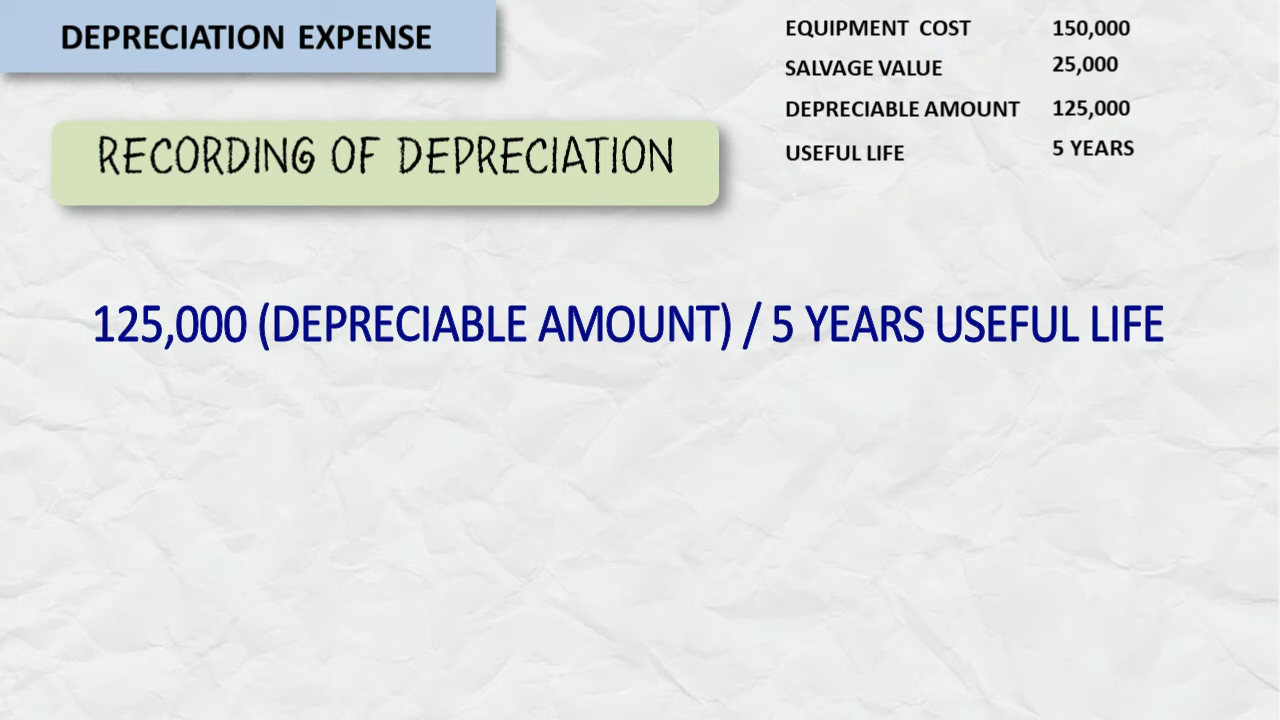 DEPRECIATION EXPENSE
RECORDING OF DEPRECIATION
EQUIPMENT COST 150,000
SALVAGE VALUE 25,000
DEPRECIABLE AMOUNT 125,000
USEFUL LIFE 5 YEARS
125,000 (DEPRECIABLE AMOUNT) / 5 YEARS USEFUL LIFE